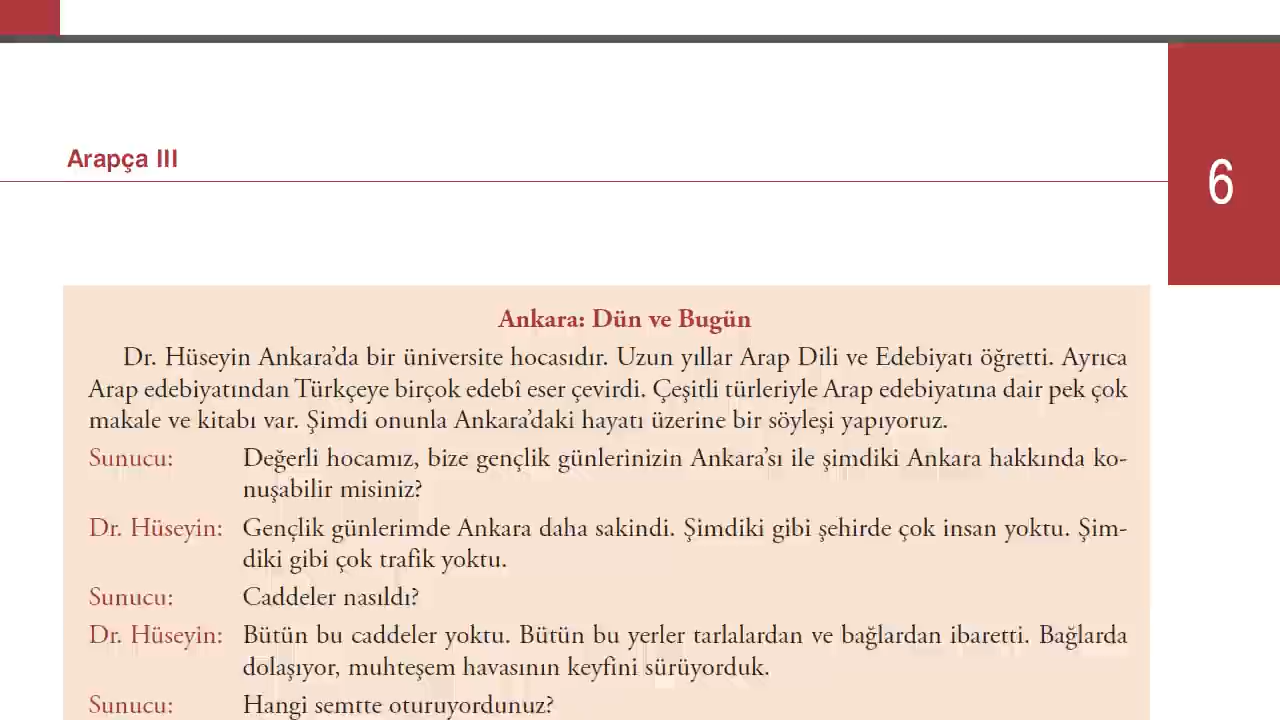 Arapça III
6
Ankara: Dün ve Bugün
Dr. Hüseyin Ankara’da bir üniversite hocasıdır. Uzun yıllar Arap Dili ve Edebiyatı öğretti. Ayrıca
Arap edebiyatından Türkçeye birçok edebî eser çevirdi. Çeşitli türleriyle Arap edebiyatına dair pek çok
makale ve kitabı var. Şimdi onunla Ankara’daki hayatı üzerine bir söyleşi yapıyoruz.
Sunucu: Değerli hocamız, bize gençlik günlerinizin Ankara’sı ile şimdiki Ankara hakkında ko-
nuşabilir misiniz?
Dr. Hüseyin: Gençlik günlerimde Ankara daha sakindi. Şimdiki gibi şehirde çok insan yoktu. Şim-
diki gibi çok trafik yoktu.
Sunucu: Caddeler nasıldı?
Dr. Hüseyin: Bütün bu caddeler yoktu. Bütün bu yerler tarlalardan ve bağlardan ibaretti. Bağlarda
dolaşıyor, muhteşem havasının keyfini sürüyorduk.
Sunucu: Hangi semtte oturuyordunuz?